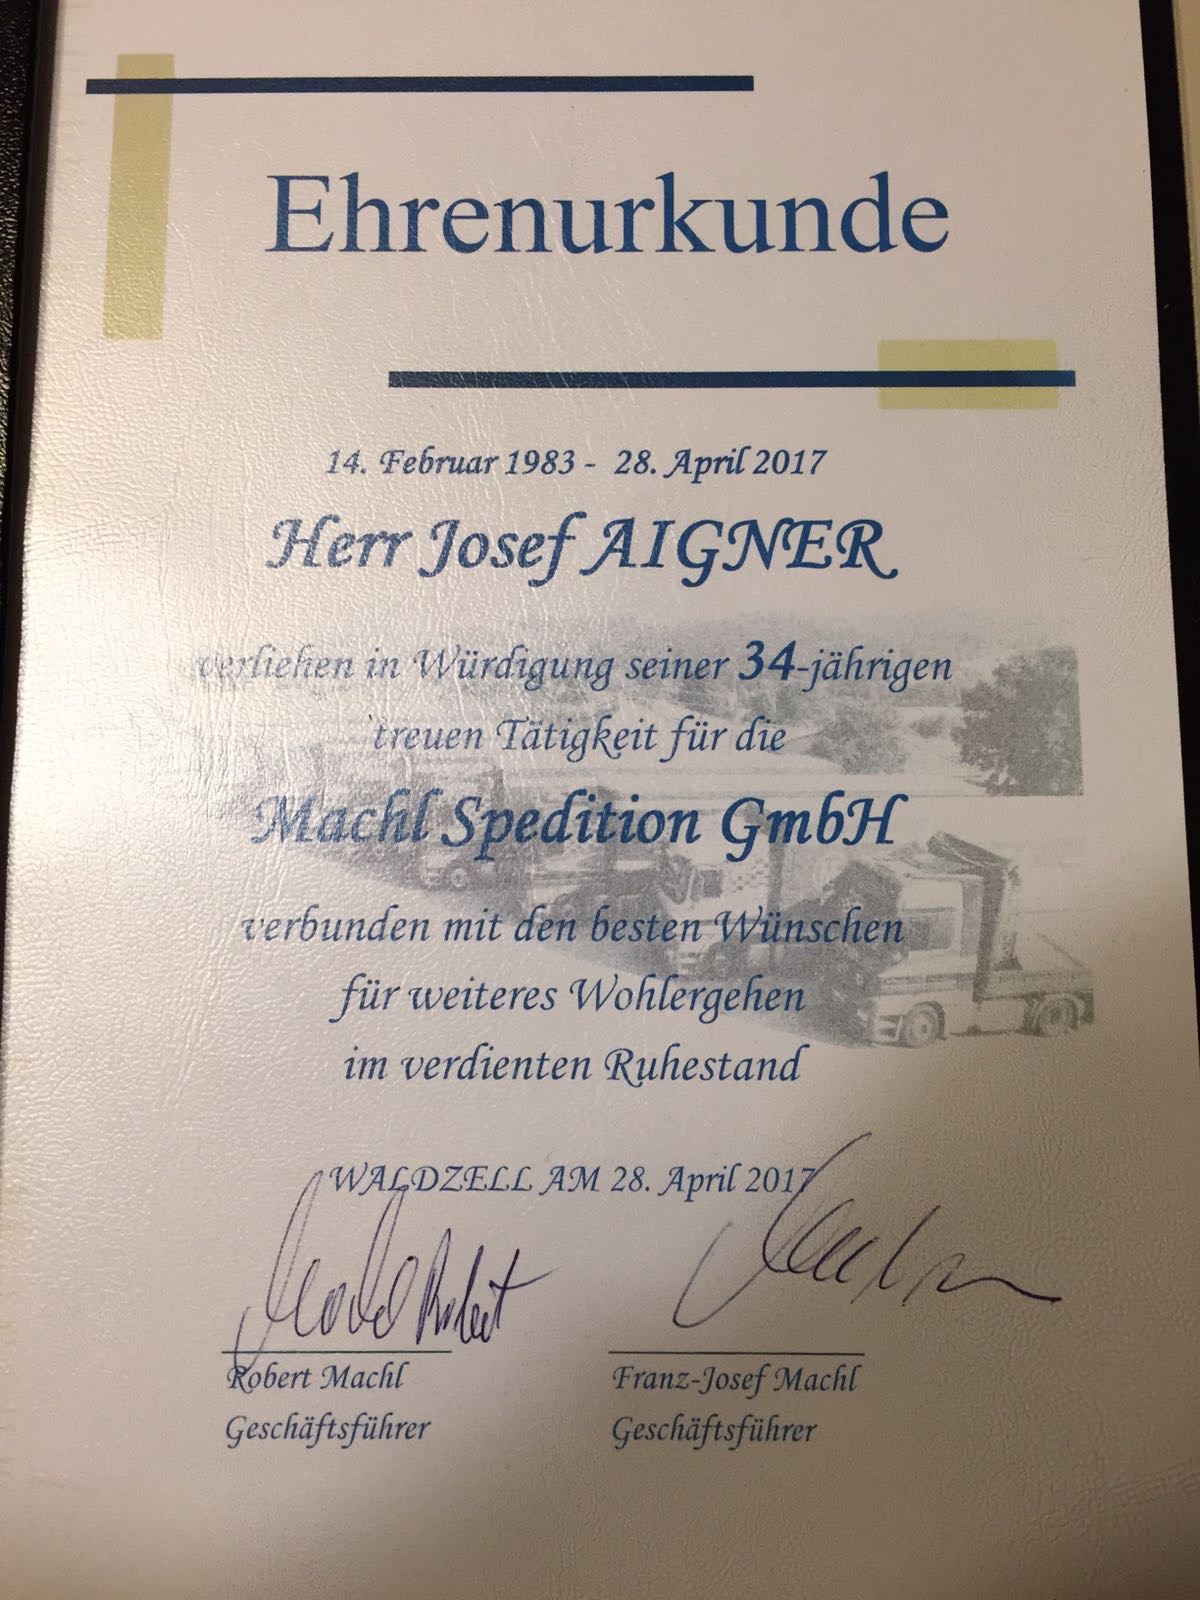 Ehrenurkunde
14. Februar 1983 - 28. April 2017
Herr Josef AIGNER
verliehen in Würdigung seiner 34-jährigen
treuen Tätigkeit für die
Machl Spedition GmbH
verbunden mit den besten Wünschen
für weiteres Wohlergehen
im verdienten Ruhestand
WALDZELL AM 28. April 2017
Machl Robert
Robert Machl Franz-Josef Machl
Geschäftsführer Geschäftsführer